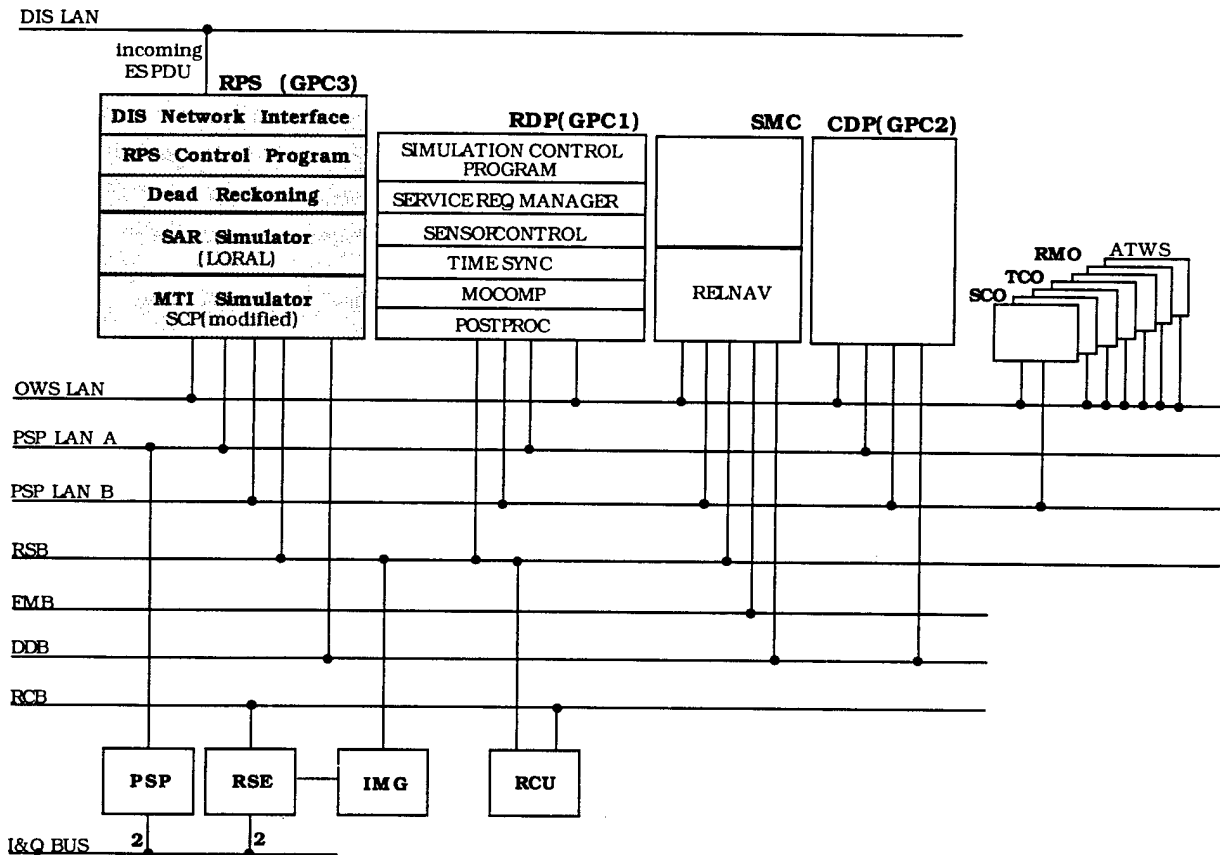 DIS LAN
incoming
ESPDU
RPS (GPC3)
DIS Network Interface
RPS Control Program
Dead Reckoning
SAR Simulator
(LORAL)
MTI Simulator
SCP(modified)
RDP(GPC1)
SIMULATION CONTROL
PROGRAM
SERVICE REQ MANAGER
SENSORCONTROL
TIME SYNC
MOCOMP
POSTPROC
SMC
RELNAV
CDP(GPC2)
SCO
TCO
RMO
ATWS
OWS LAN
PSP LAN A
PSP LAN B
RSB
FMB
DDB
RCB
PSP
RSE
IMG
RCU
2
2
I&Q BUS